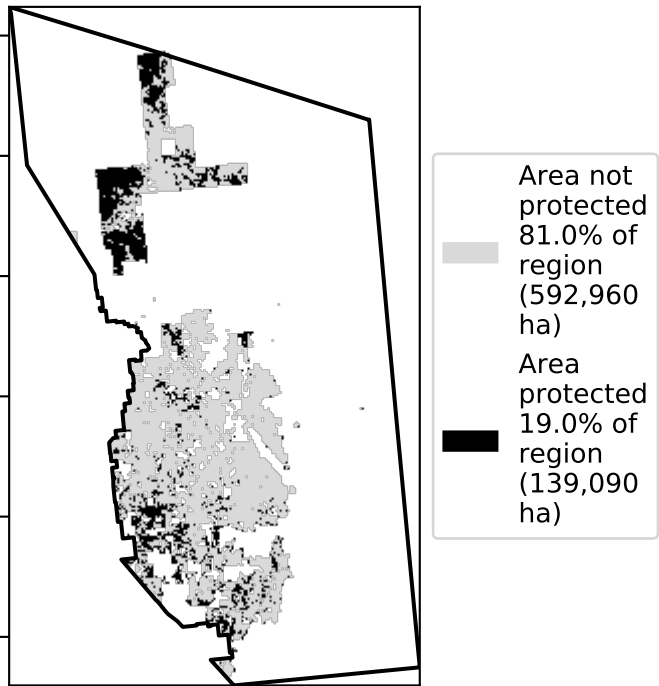 Area not
protected
81.0% of
region
(592,960
ha)
Area
protected
19.0% of
region
(139,090
ha)